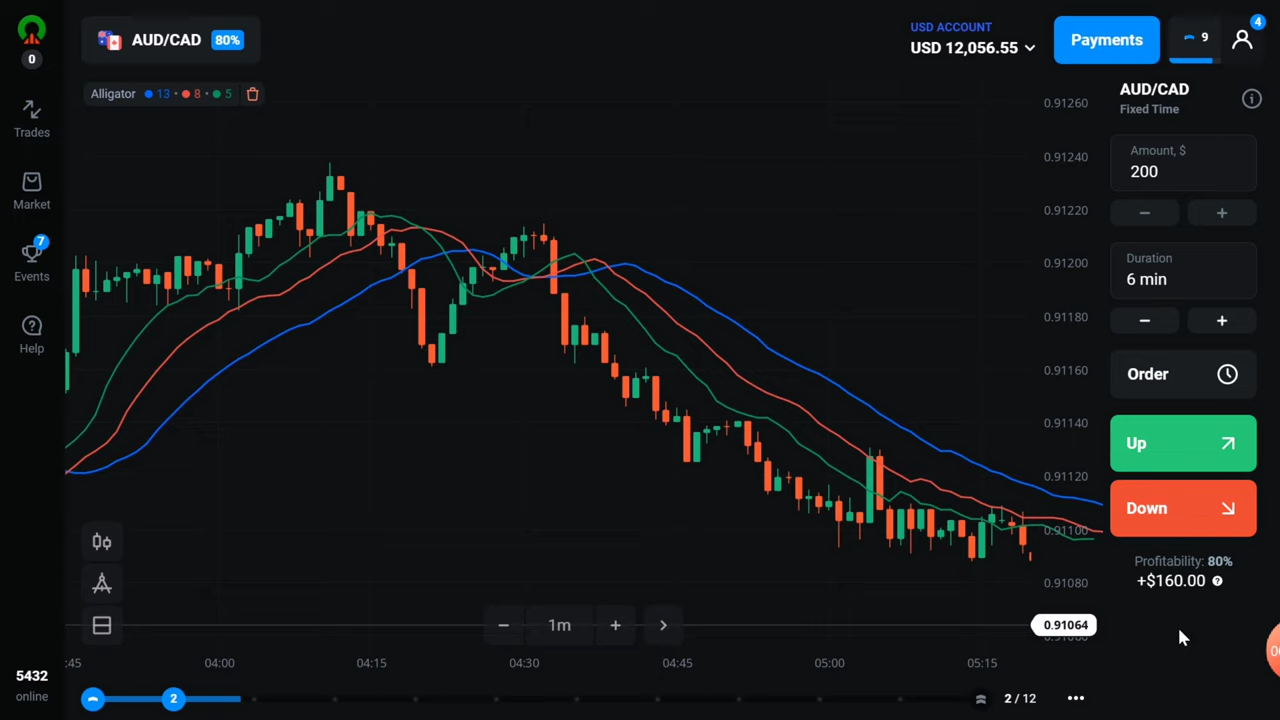 0
Trades
Market
7
Events
Help
5432
online
AUD/CAD 80%
Alligator 13 • 8 • 5
USD ACCOUNT
USD 12,056.55
Payments
9
4
0.91260
0.91240
0.91220
0.91200
0.91180
0.91160
0.91140
0.91120
0.91100
0.91080
0.91064
AUD/CAD
Fixed Time
Amount, $
200
− +
Duration
6 min
− +
Order
Up
Down
Profitability: 80%
+$160.00 ?
− 1m + >
:45 04:00 04:15 04:30 04:45 05:00 05:15
2
2 / 12